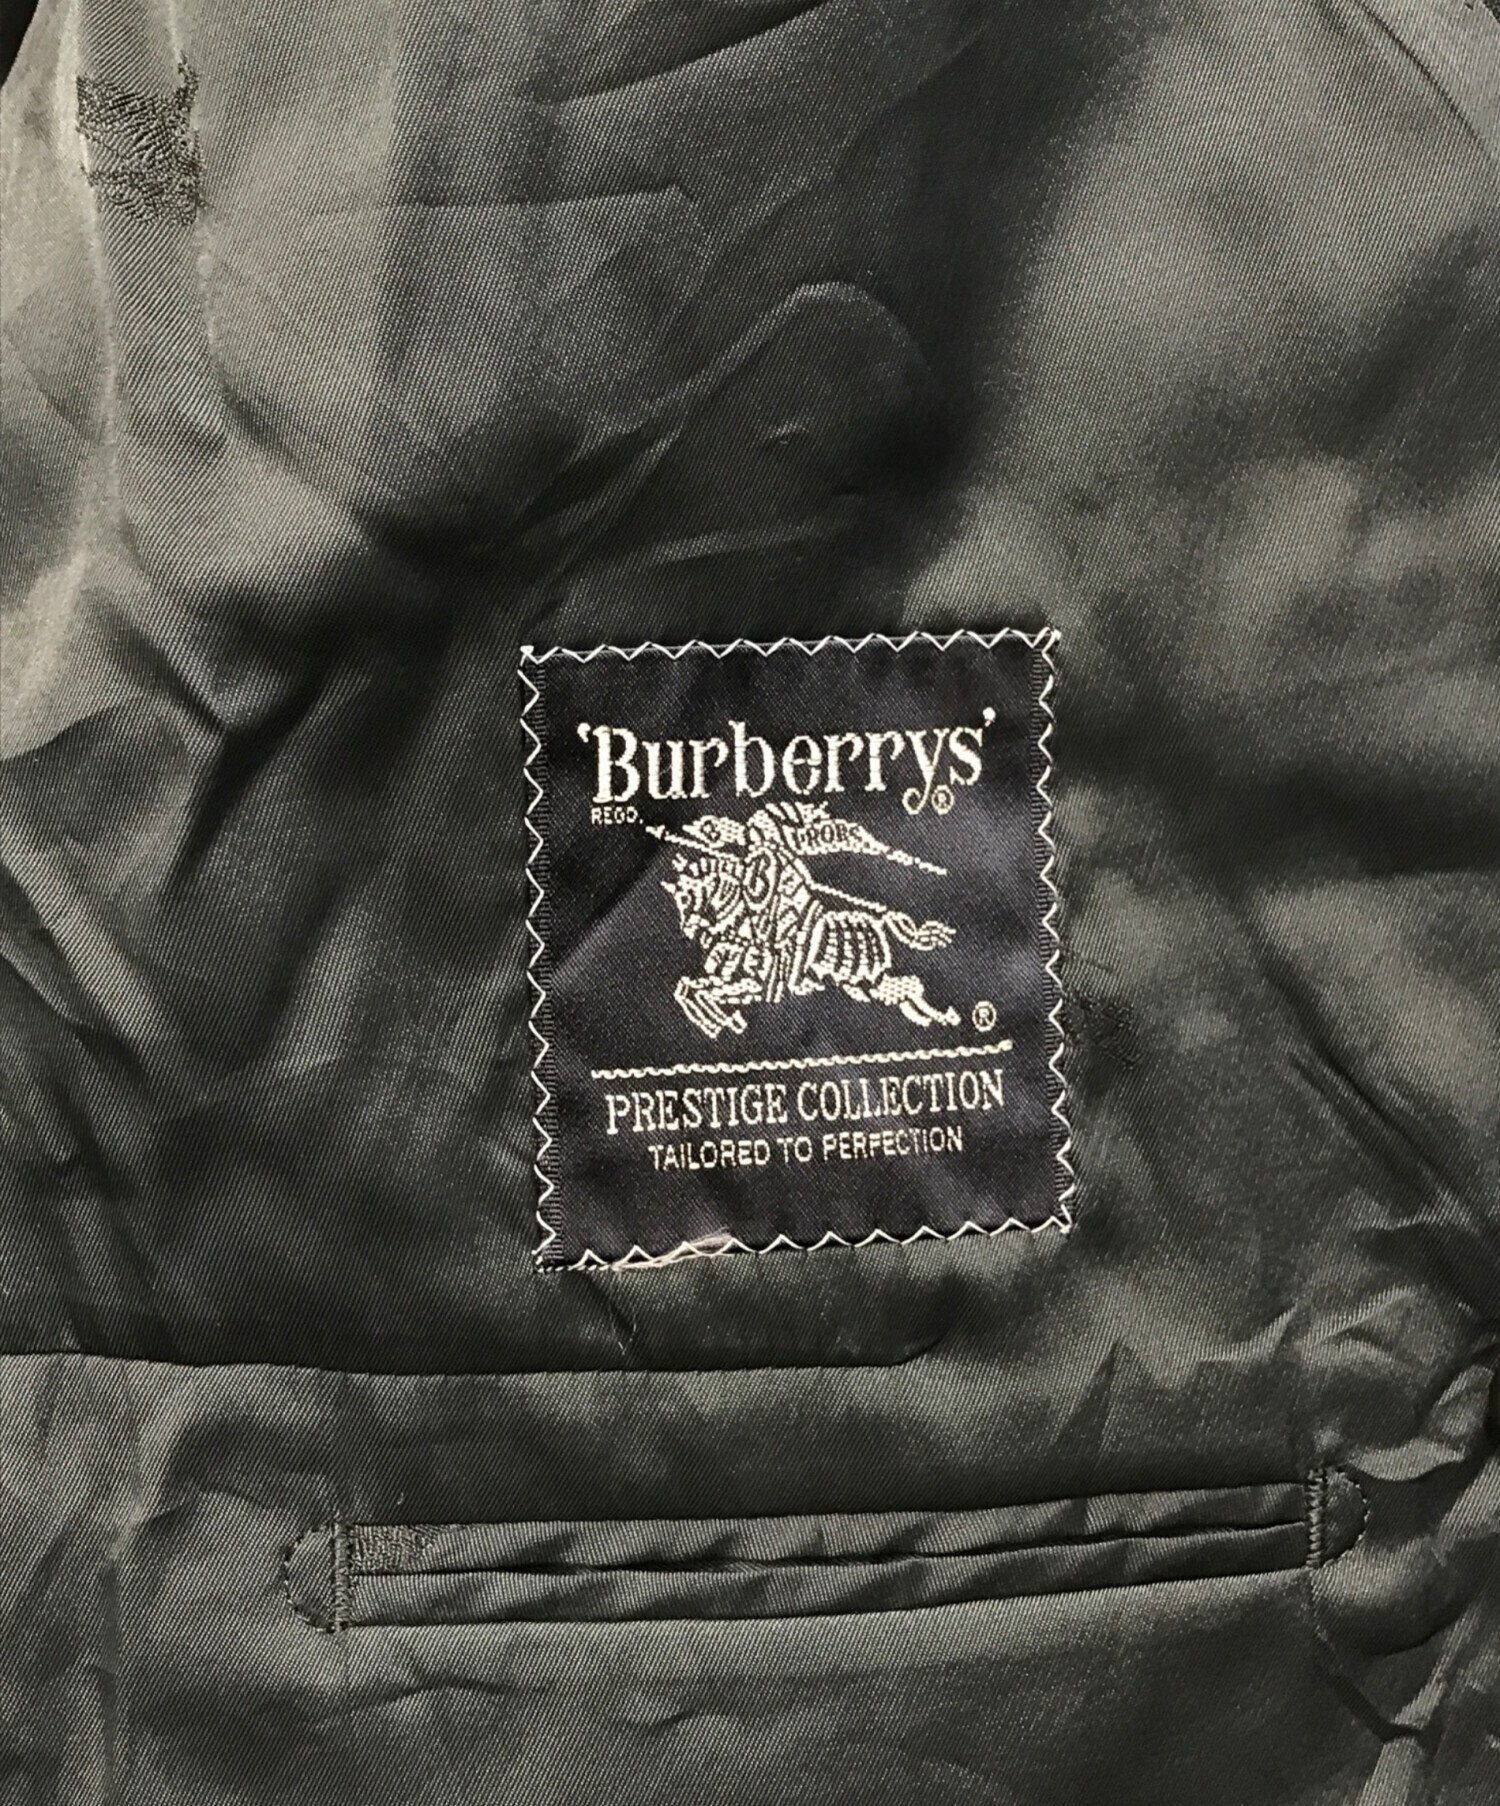 'Burberrys'
®
REGD.
PRORSUM
B
®
PRESTIGE COLLECTION
TAILORED TO PERFECTION